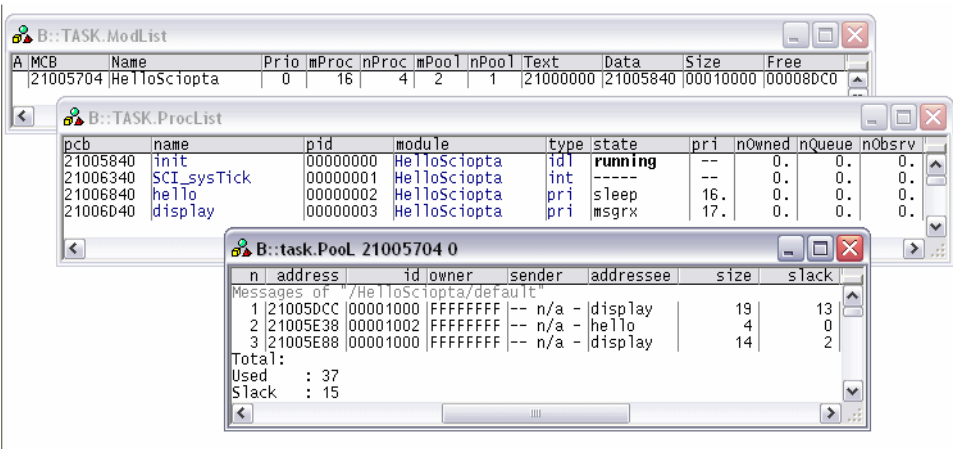 B::TASK.ModList
A MCB Name Prio mProc nProc mPool nPool Text Data Size Free
21005704 HelloSciopta 0 16 4 2 1 21000000 21005840 00010000 00008DC0
B::TASK.ProcList
pcb name pid module type state pri nOwned nQueue nObsrv
21005840 init 00000000 HelloSciopta idl running -- 0. 0. 0.
21006340 SCI_sysTick 00000001 HelloSciopta int ----- -- 0. 0. 0.
21006840 hello 00000002 HelloSciopta pri sleep 16. 0. 0. 0.
21006D40 display 00000003 HelloSciopta pri msgrx 17. 0. 0. 0.
B::task.PooL 21005704 0
n address id owner sender addressee size slack
Messages of "/HelloSciopta/default"
1 21005DCC 00001000 FFFFFFFF -- n/a - display 19 13
2 21005E38 00001002 FFFFFFFF -- n/a - hello 4 0
3 21005E88 00001000 FFFFFFFF -- n/a - display 14 2
Total:
Used : 37
Slack : 15